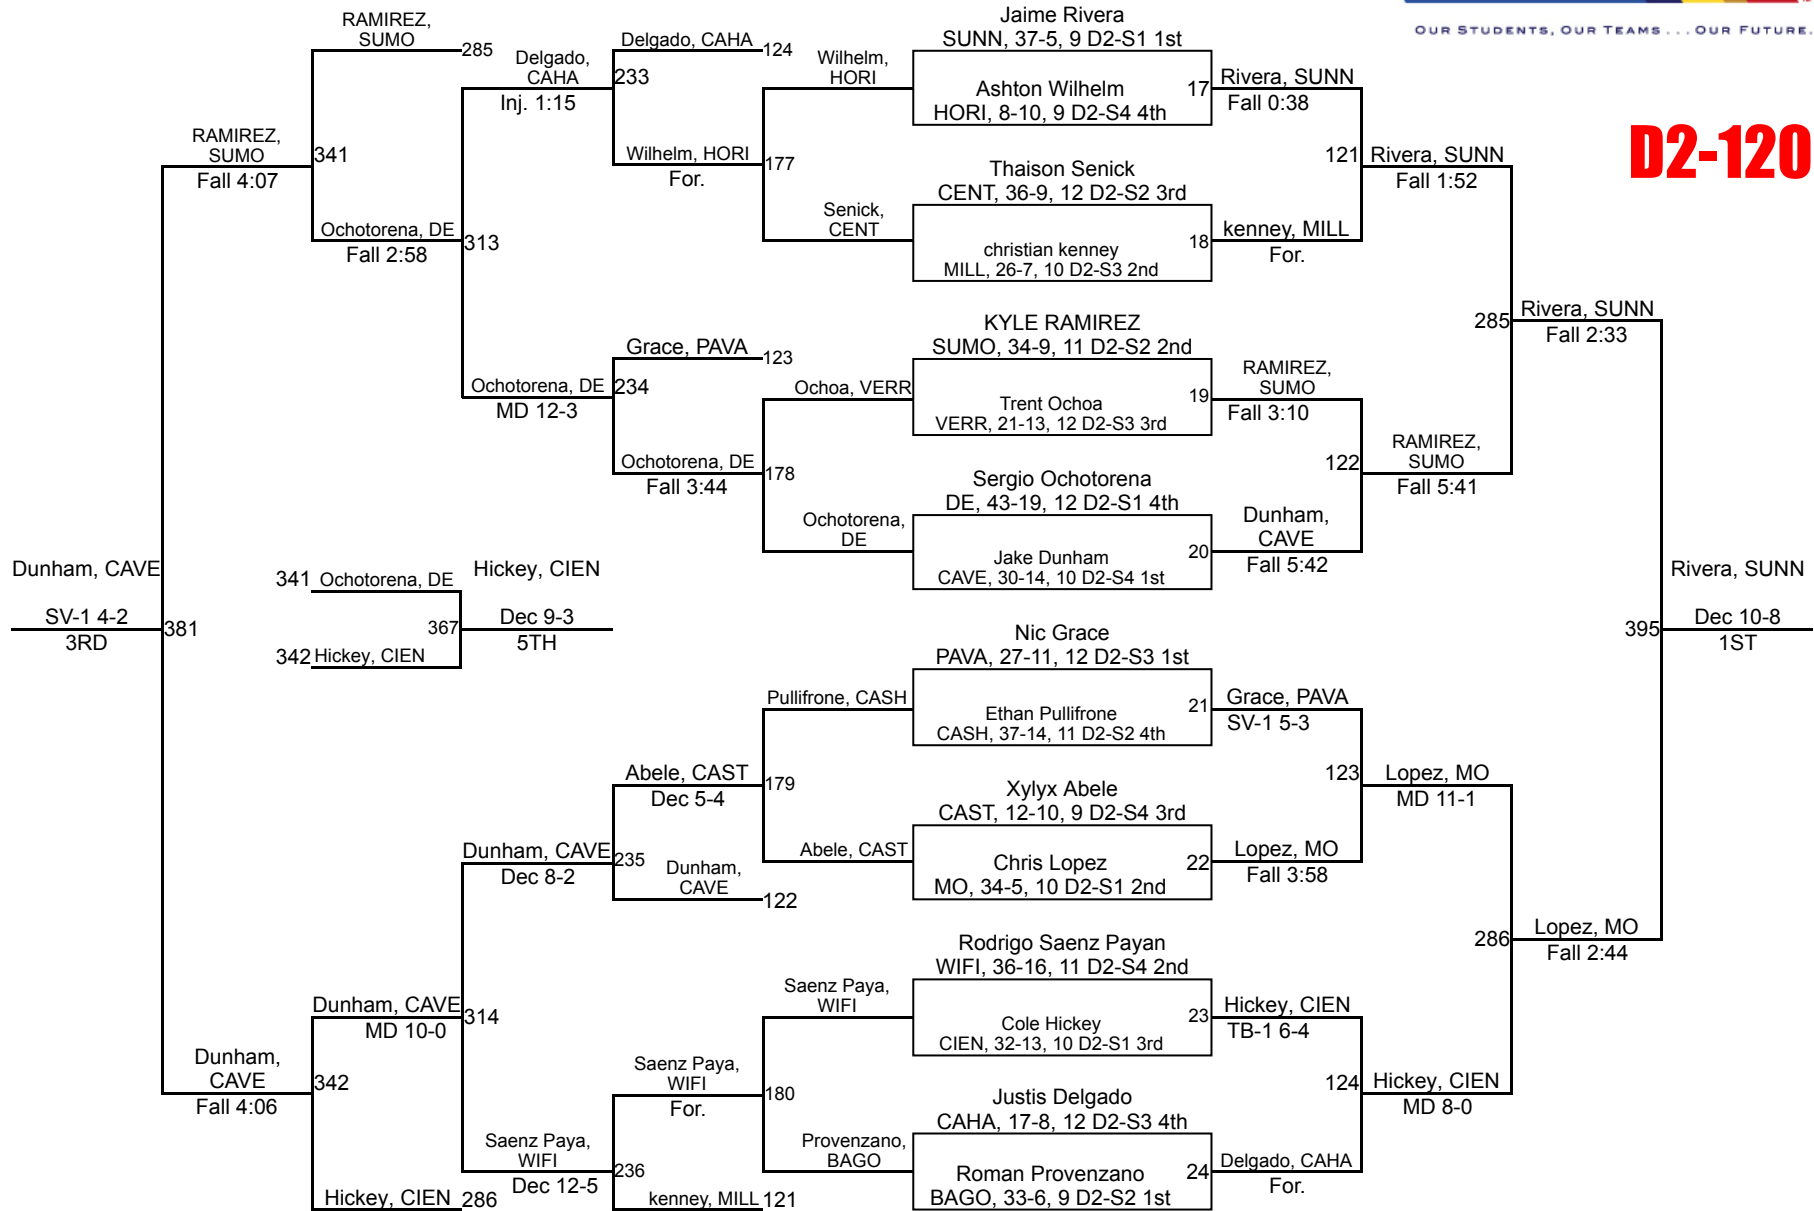 OUR STUDENTS, OUR TEAMS . . . OUR FUTURE.
D2-120
Jaime Rivera
SUNN, 37-5, 9 D2-S1 1st
Ashton Wilhelm
HORI, 8-10, 9 D2-S4 4th
17
Thaison Senick
CENT, 36-9, 12 D2-S2 3rd
christian kenney
MILL, 26-7, 10 D2-S3 2nd
18
KYLE RAMIREZ
SUMO, 34-9, 11 D2-S2 2nd
Trent Ochoa
VERR, 21-13, 12 D2-S3 3rd
19
Sergio Ochotorena
DE, 43-19, 12 D2-S1 4th
Jake Dunham
CAVE, 30-14, 10 D2-S4 1st
20
Nic Grace
PAVA, 27-11, 12 D2-S3 1st
Ethan Pullifrone
CASH, 37-14, 11 D2-S2 4th
21
Xylyx Abele
CAST, 12-10, 9 D2-S4 3rd
Chris Lopez
MO, 34-5, 10 D2-S1 2nd
22
Rodrigo Saenz Payan
WIFI, 36-16, 11 D2-S4 2nd
Cole Hickey
CIEN, 32-13, 10 D2-S1 3rd
23
Justis Delgado
CAHA, 17-8, 12 D2-S3 4th
Roman Provenzano
BAGO, 33-6, 9 D2-S2 1st
24
Rivera, SUNN
Fall 0:38
kenney, MILL
For.
RAMIREZ,
SUMO
Fall 3:10
Dunham,
CAVE
Fall 5:42
Grace, PAVA
SV-1 5-3
Lopez, MO
Fall 3:58
Hickey, CIEN
TB-1 6-4
Delgado, CAHA
For.
121
Rivera, SUNN
Fall 1:52
122
RAMIREZ,
SUMO
Fall 5:41
123
Lopez, MO
MD 11-1
124
Hickey, CIEN
MD 8-0
285
Rivera, SUNN
Fall 2:33
286
Lopez, MO
Fall 2:44
395
Rivera, SUNN
Dec 10-8
1ST
Wilhelm,
HORI
Senick,
CENT
Ochoa, VERR
Ochotorena,
DE
Pullifrone, CASH
Abele, CAST
Saenz Paya,
WIFI
Provenzano,
BAGO
Delgado, CAHA
124
177
Wilhelm, HORI
For.
Grace, PAVA
123
178
Ochotorena, DE
Fall 3:44
179
Abele, CAST
Dec 5-4
Dunham,
CAVE
122
180
Saenz Paya,
WIFI
For.
kenney, MILL
121
233
Delgado,
CAHA
Inj. 1:15
234
Ochotorena, DE
MD 12-3
235
Dunham, CAVE
Dec 8-2
236
Saenz Paya,
WIFI
Dec 12-5
RAMIREZ,
SUMO
285
313
Ochotorena, DE
Fall 2:58
314
Dunham, CAVE
MD 10-0
Hickey, CIEN
286
341
RAMIREZ,
SUMO
Fall 4:07
342
Dunham,
CAVE
Fall 4:06
381
Dunham, CAVE
SV-1 4-2
3RD
341
Ochotorena, DE
342
Hickey, CIEN
367
Hickey, CIEN
Dec 9-3
5TH